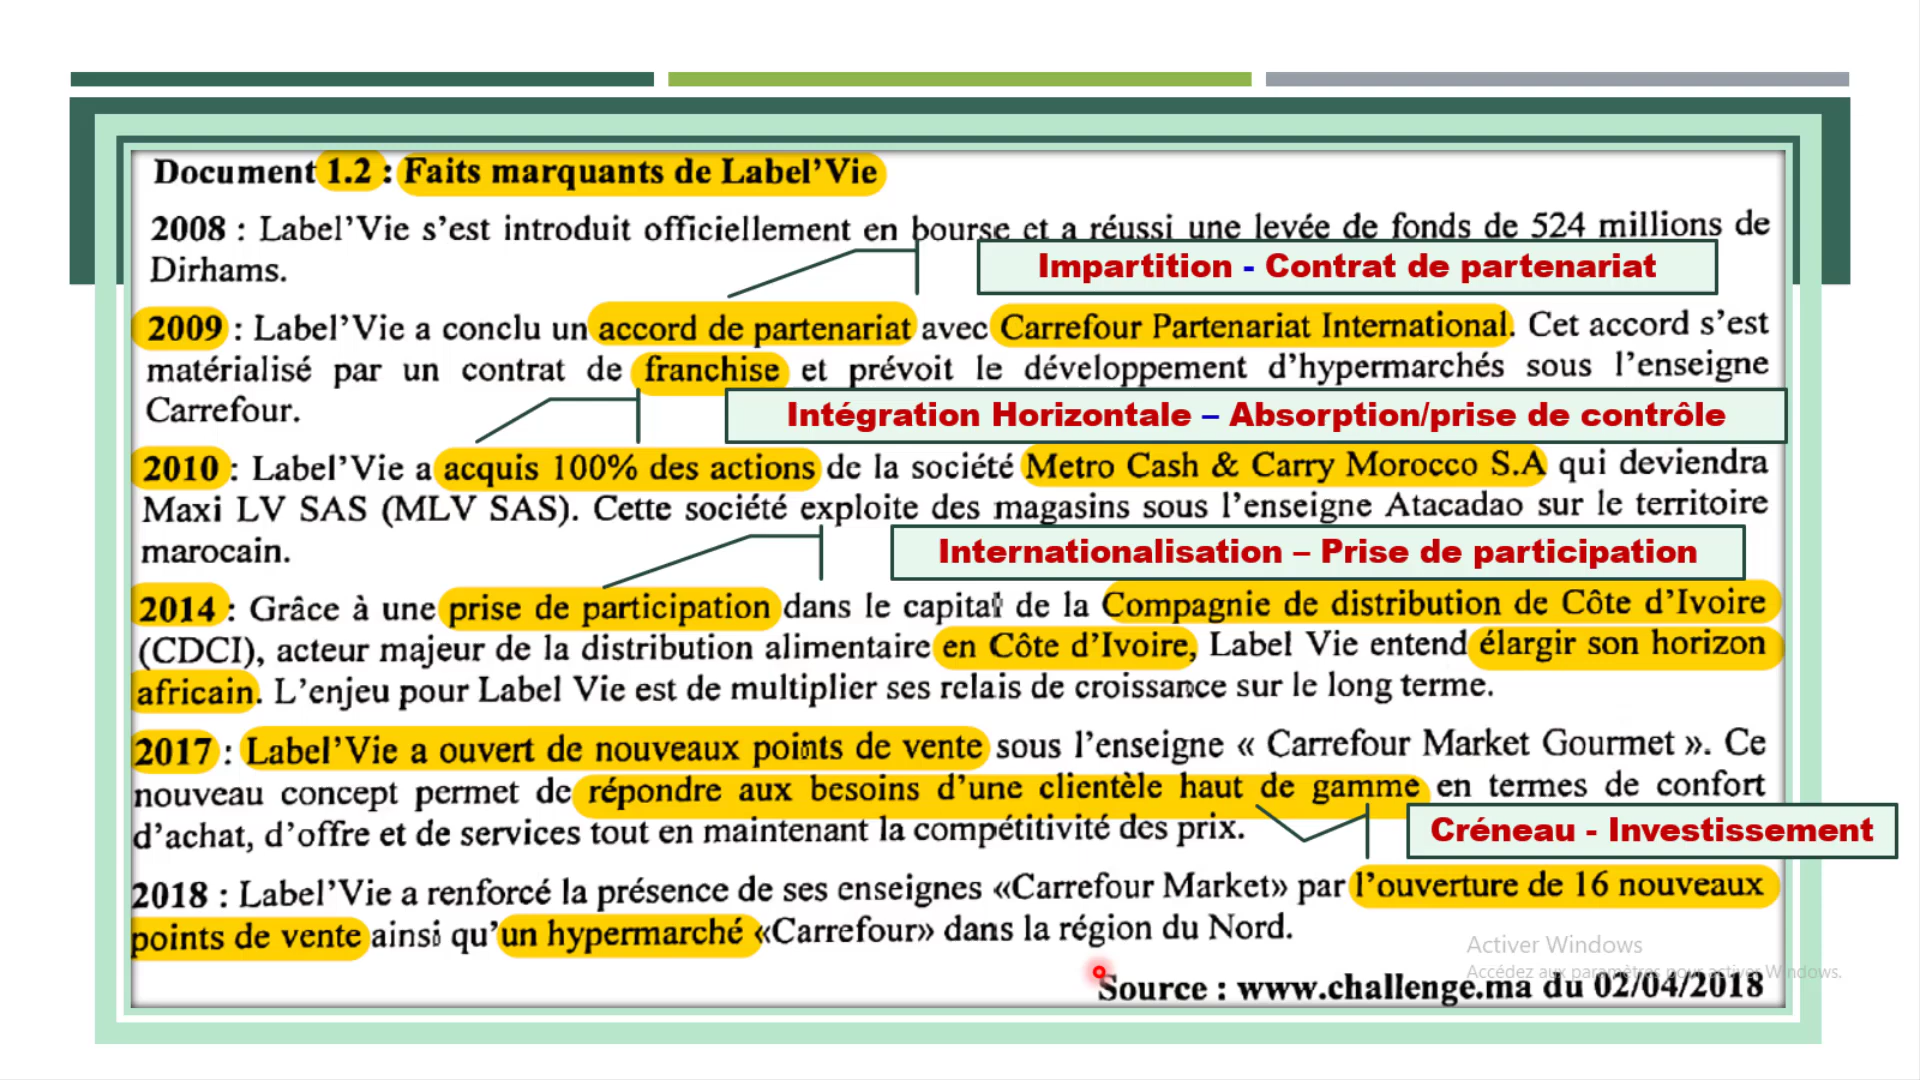 Document 1.2 : Faits marquants de Label’Vie
2008 : Label’Vie s’est introduit officiellement en bourse et a réussi une levée de fonds de 524 millions de
Dirhams.
Impartition - Contrat de partenariat
2009 : Label’Vie a conclu un accord de partenariat avec Carrefour Partenariat International. Cet accord s’est
matérialisé par un contrat de franchise et prévoit le développement d’hypermarchés sous l’enseigne
Carrefour.
Intégration Horizontale – Absorption/prise de contrôle
2010 : Label’Vie a acquis 100% des actions de la société Metro Cash & Carry Morocco S.A qui deviendra
Maxi LV SAS (MLV SAS). Cette société exploite des magasins sous l’enseigne Atacadao sur le territoire
marocain.
Internationalisation – Prise de participation
2014 : Grâce à une prise de participation dans le capital de la Compagnie de distribution de Côte d’Ivoire
(CDCI), acteur majeur de la distribution alimentaire en Côte d’Ivoire, Label Vie entend élargir son horizon
africain. L’enjeu pour Label Vie est de multiplier ses relais de croissance sur le long terme.
2017 : Label’Vie a ouvert de nouveaux points de vente sous l’enseigne « Carrefour Market Gourmet ». Ce
nouveau concept permet de répondre aux besoins d’une clientèle haut de gamme en termes de confort
d’achat, d’offre et de services tout en maintenant la compétitivité des prix.
Créneau - Investissement
2018 : Label’Vie a renforcé la présence de ses enseignes «Carrefour Market» par l’ouverture de 16 nouveaux
points de vente ainsi qu’un hypermarché «Carrefour» dans la région du Nord.
Activer Windows
Accédez aux paramètres pour activer Windows.
Source : www.challenge.ma du 02/04/2018